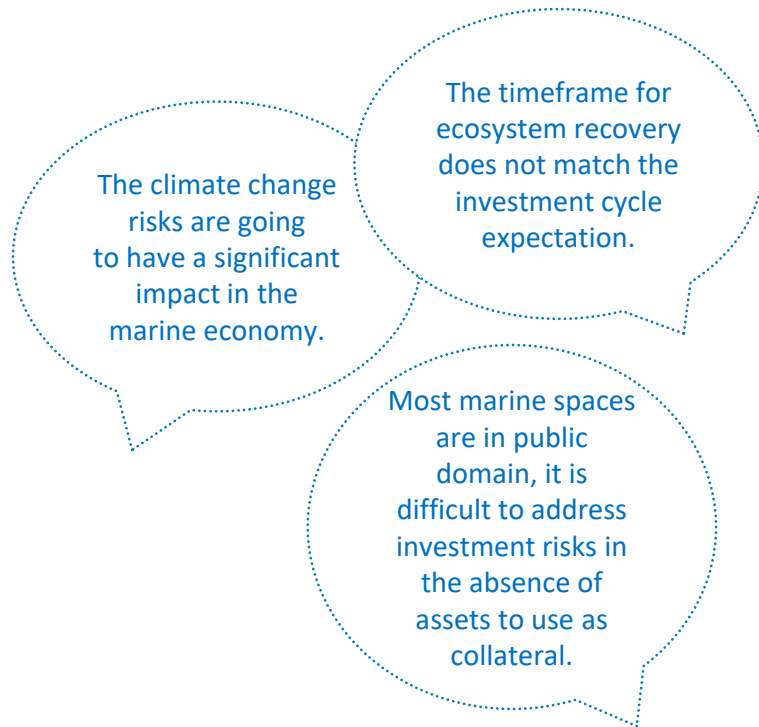 The climate change
risks are going
to have a significant
impact in the
marine economy.
The timeframe for
ecosystem recovery
does not match the
investment cycle
expectation.
Most marine spaces
are in public
domain, it is
difficult to address
investment risks in
the absence of
assets to use as
collateral.